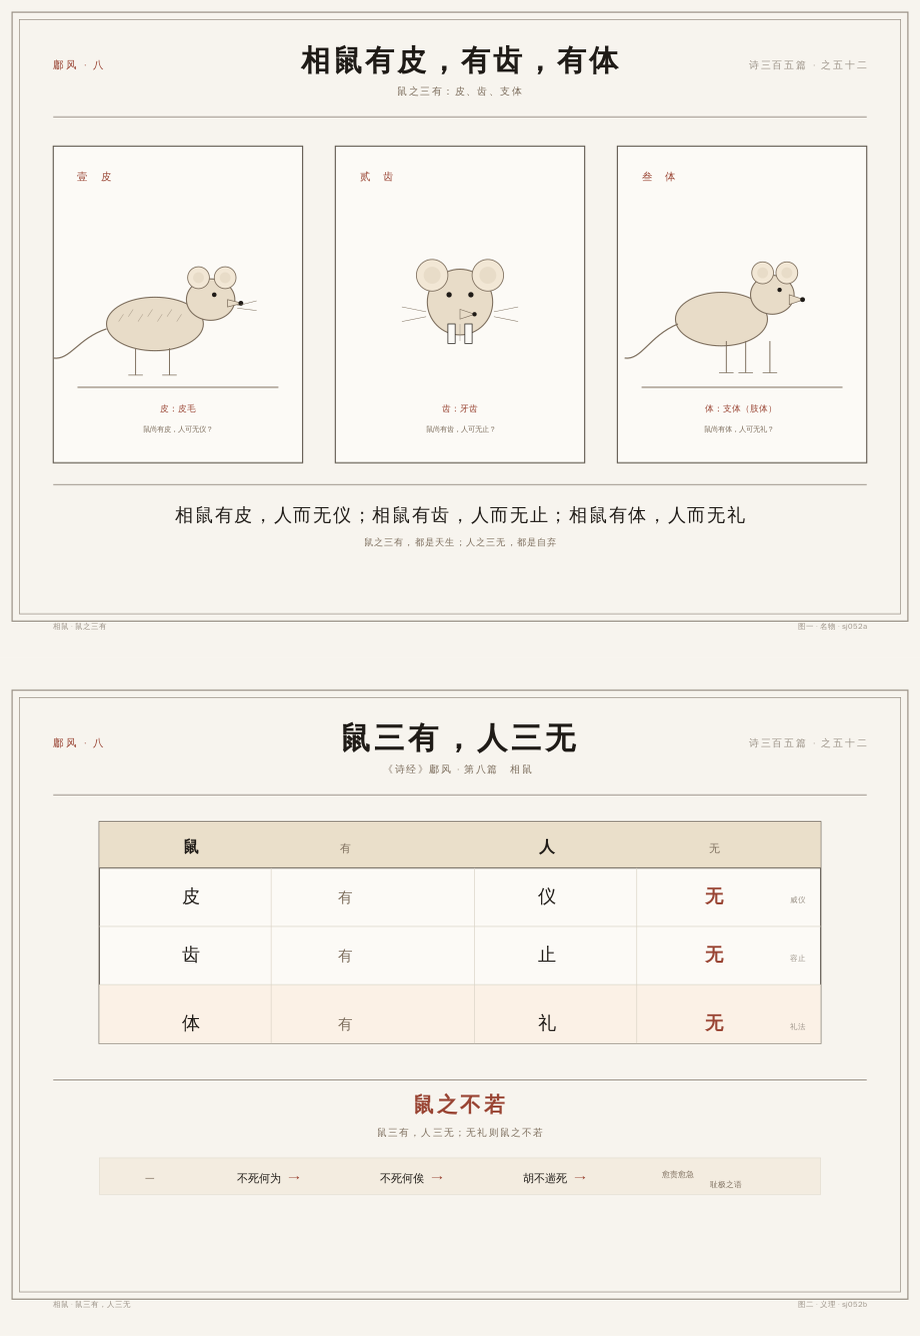 鄘风 · 八
相鼠有皮，有齿，有体
诗三百五篇 · 之五十二
鼠之三有：皮、齿、支体
壹 皮
贰 齿
叁 体
皮：皮毛
齿：牙齿
体：支体（肢体）
鼠尚有皮，人可无仪？
鼠尚有齿，人可无止？
鼠尚有体，人可无礼？
相鼠有皮，人而无仪；相鼠有齿，人而无止；相鼠有体，人而无礼
鼠之三有，都是天生；人之三无，都是自弃
相鼠 · 鼠之三有
图一 · 名物 · sj052a
鄘风 · 八
鼠三有，人三无
诗三百五篇 · 之五十二
《诗经》鄘风 · 第八篇 相鼠
鼠 有 人 无
皮 有 仪 无 威仪
齿 有 止 无 容止
体 有 礼 无 礼法
鼠之不若
鼠三有，人三无；无礼则鼠之不若
— 不死何为 → 不死何俟 → 胡不遄死 → 愈责愈急
耻极之语
相鼠 · 鼠三有，人三无
图二 · 义理 · sj052b